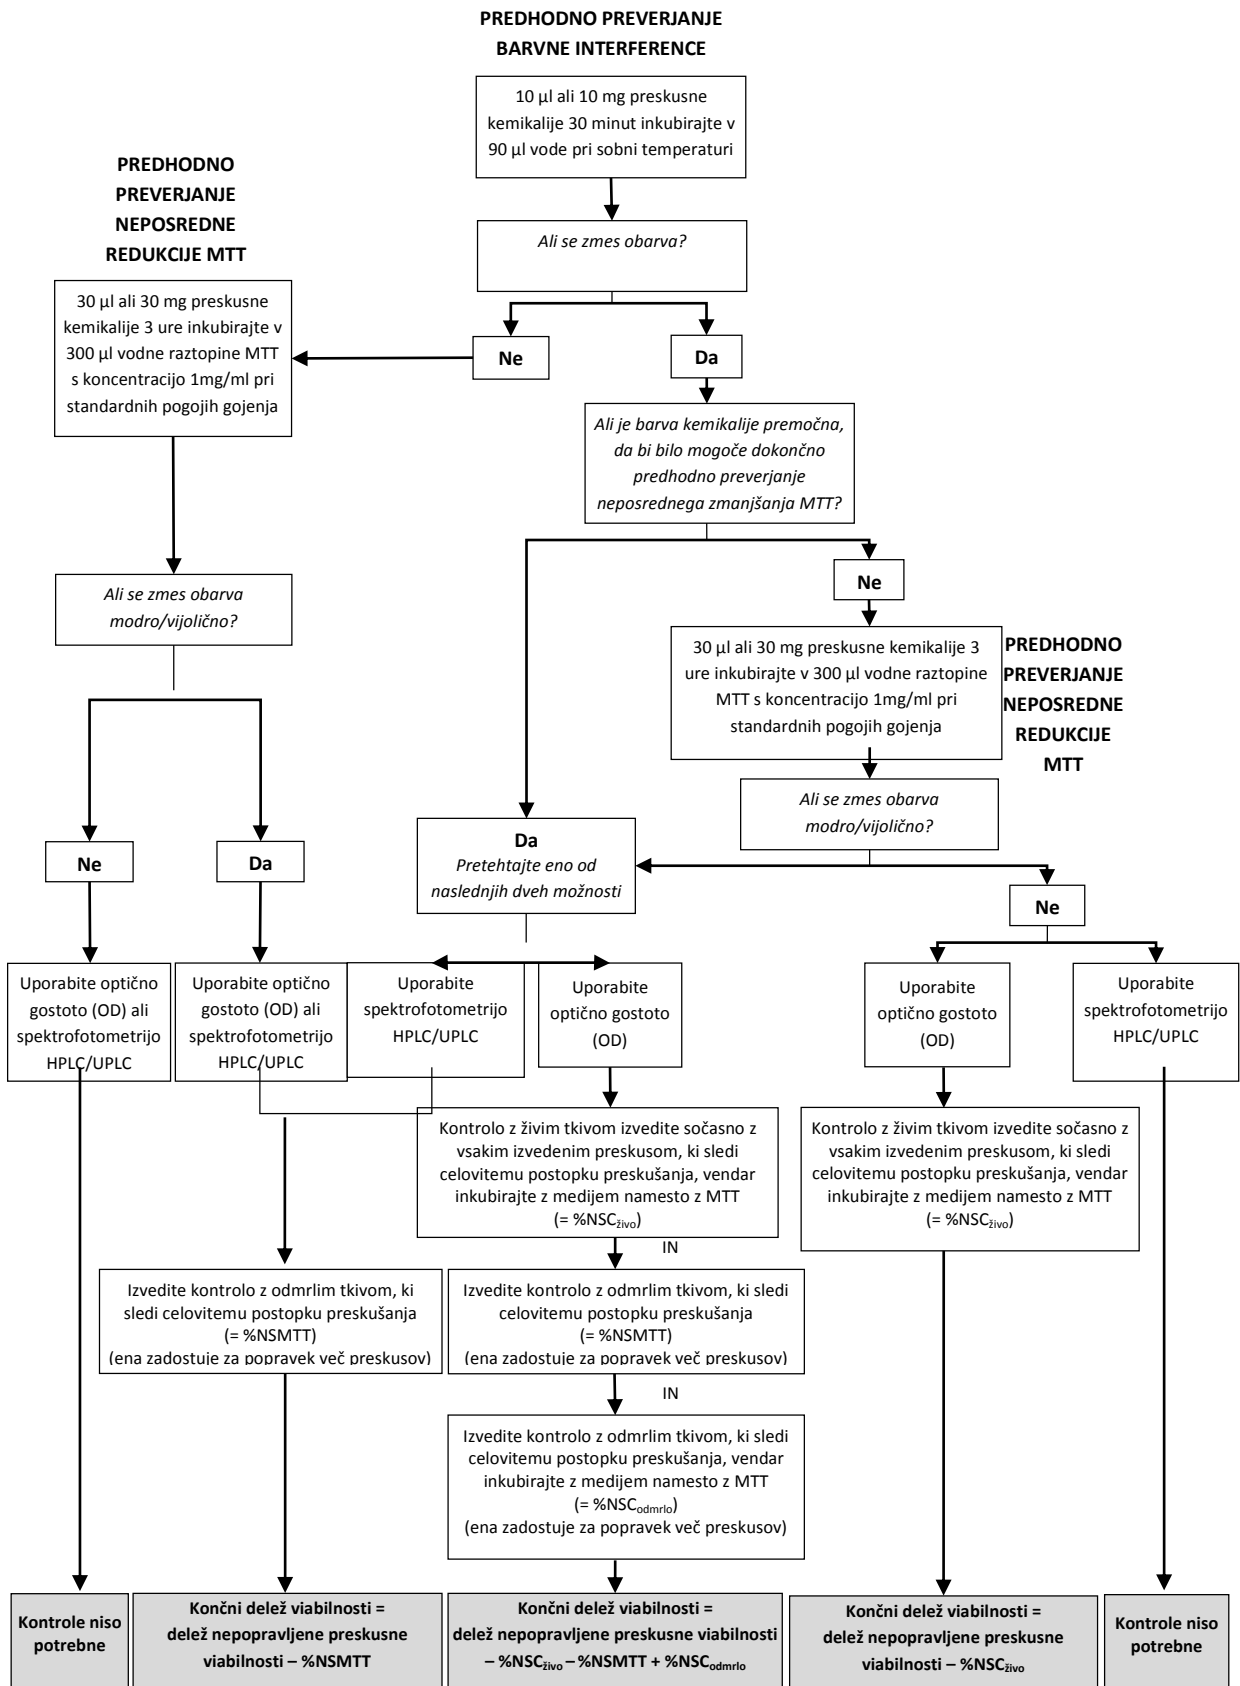 PREDHODNO PREVERJANJE
BARVNE INTERFERENCE
10 µl ali 10 mg preskusne
kemikalije 30 minut inkubirajte v
90 µl vode pri sobni temperaturi
PREDHODNO
PREVERJANJE
NEPOSREDNE
REDUKCIJE MTT
Ali se zmes obarva?
30 µl ali 30 mg preskusne
kemikalije 3 ure inkubirajte v
300 µl vodne raztopine MTT
s koncentracijo 1mg/ml pri
standardnih pogojih gojenja
Ne
Da
Ali je barva kemikalije premočna,
da bi bilo mogoče dokončno
predhodno preverjanje
neposrednega zmanjšanja MTT?
Ne
Ali se zmes obarva
modro/vijolično?
30 µl ali 30 mg preskusne kemikalije 3
ure inkubirajte v 300 µl vodne raztopine
MTT s koncentracijo 1mg/ml pri
standardnih pogojih gojenja
PREDHODNO
PREVERJANJE
NEPOSREDNE
REDUKCIJE
MTT
Ali se zmes obarva
modro/vijolično?
Ne
Da
Da
Pretehtajte eno od
naslednjih dveh možnosti
Ne
Uporabite optično
gostoto (OD) ali
spektrofotometrijo
HPLC/UPLC
Uporabite optično
gostoto (OD) ali
spektrofotometrijo
HPLC/UPLC
Uporabite
spektrofotometrijo
HPLC/UPLC
Uporabite
optično gostoto
(OD)
Uporabite
optično gostoto
(OD)
Uporabite
spektrofotometrijo
HPLC/UPLC
Kontrolo z živim tkivom izvedite sočasno z
vsakim izvedenim preskusom, ki sledi
celovitemu postopku preskušanja, vendar
inkubirajte z medijem namesto z MTT
(= %NSCživo)
Kontrolo z živim tkivom izvedite sočasno z
vsakim izvedenim preskusom, ki sledi
celovitemu postopku preskušanja, vendar
inkubirajte z medijem namesto z MTT
(= %NSCživo)
IN
Izvedite kontrolo z odmrlim tkivom, ki
sledi celovitemu postopku preskušanja
(= %NSMTT)
(ena zadostuje za popravek več preskusov)
Izvedite kontrolo z odmrlim tkivom, ki sledi
celovitemu postopku preskušanja
(= %NSMTT)
(ena zadostuje za popravek več preskusov)
IN
Izvedite kontrolo z odmrlim tkivom, ki sledi
celovitemu postopku preskušanja, vendar
inkubirajte z medijem namesto z MTT
(= %NSCodmrlo)
(ena zadostuje za popravek več preskusov)
Kontrole niso
potrebne
Končni delež viabilnosti =
delež nepopravljene preskusne
viabilnosti – %NSMTT
Končni delež viabilnosti =
delež nepopravljene preskusne viabilnosti
– %NSCživo – %NSMTT + %NSCodmrlo
Končni delež viabilnosti =
delež nepopravljene preskusne
viabilnosti – %NSCživo
Kontrole niso
potrebne